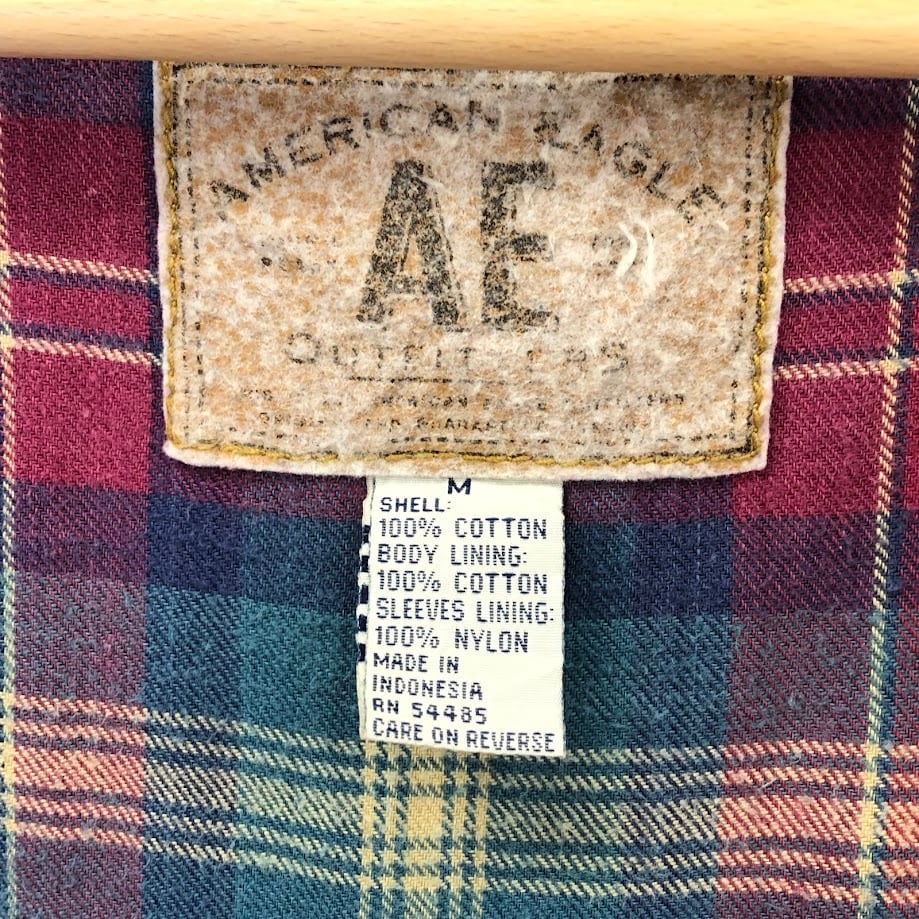 AMERICAN EAGLE
AE
OUTFITTERS
M
SHELL:
100% COTTON
BODY LINING:
100% COTTON
SLEEVES LINING:
100% NYLON
MADE IN
INDONESIA
RN 54485
CARE ON REVERSE